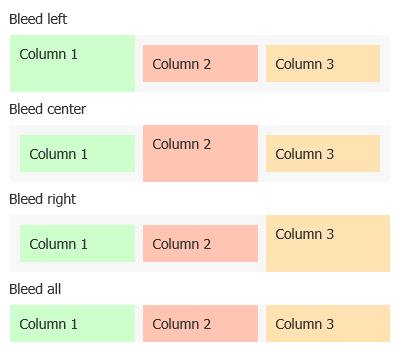 Bleed left
Column 1
Column 2
Column 3
Bleed center
Column 1
Column 2
Column 3
Bleed right
Column 1
Column 2
Column 3
Bleed all
Column 1
Column 2
Column 3